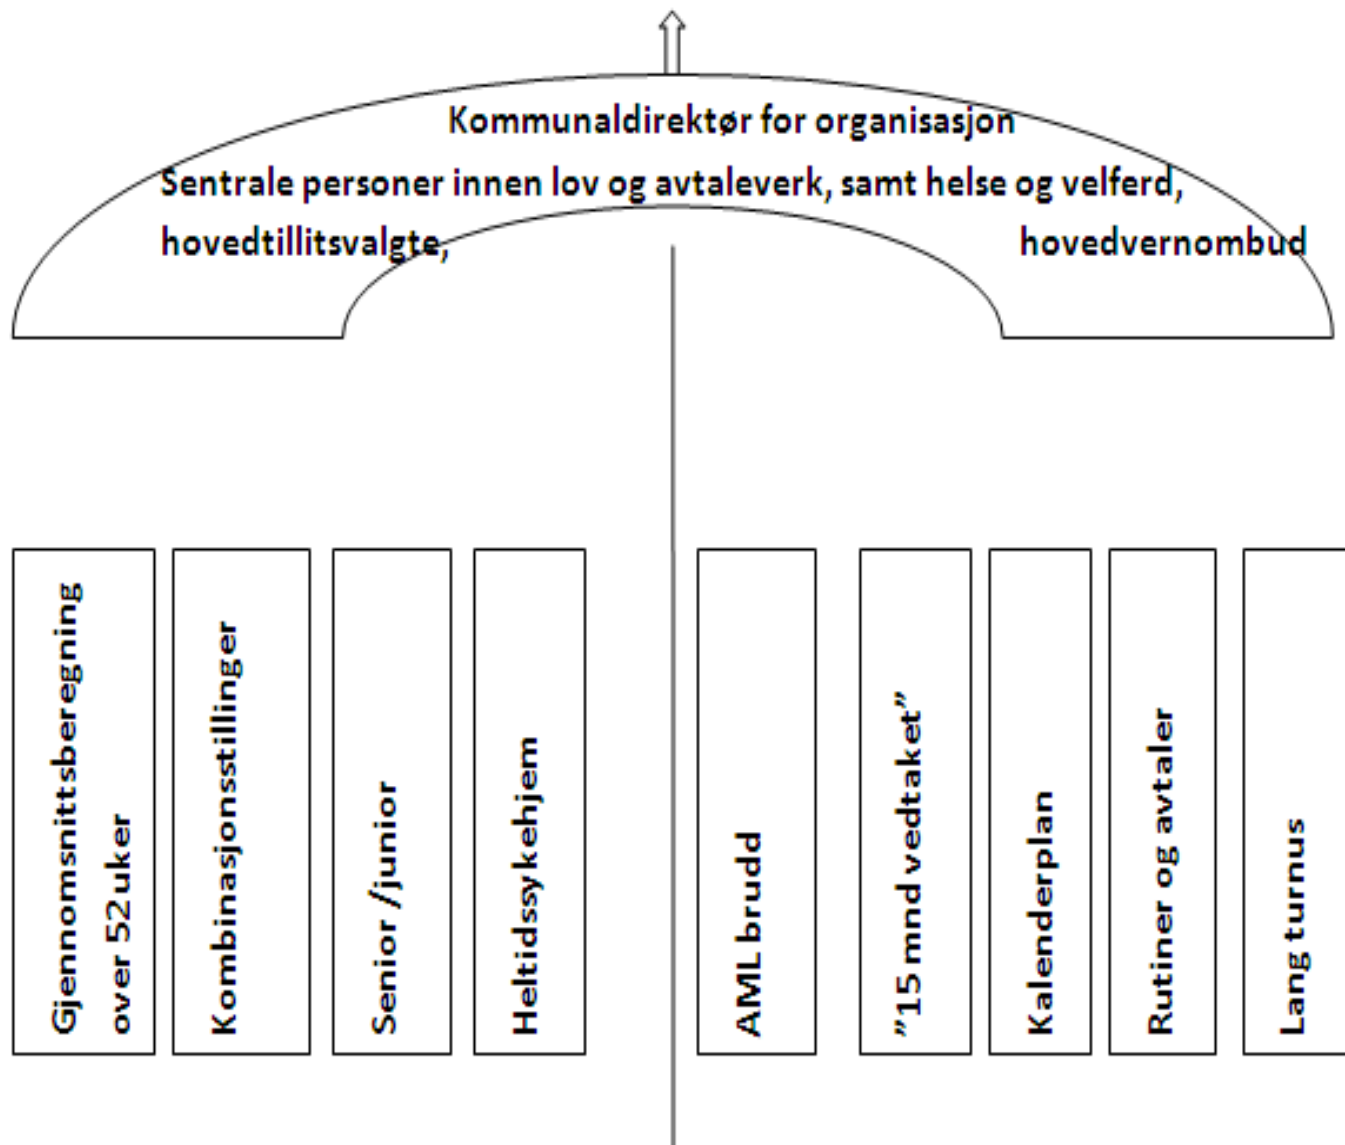 Kommunaldirektør for organisasjon
Sentrale personer innen lov og avtaleverk, samt helse og velferd,
hovedtillitsvalgte, hovedvernombud
Gjennomsnittsberegning
over 52uker
Kombinasjonsstillinger
Senior /junior
Heltidssykehjem
AML brudd
”15 mnd vedtaket”
Kalenderplan
Rutiner og avtaler
Lang turnus